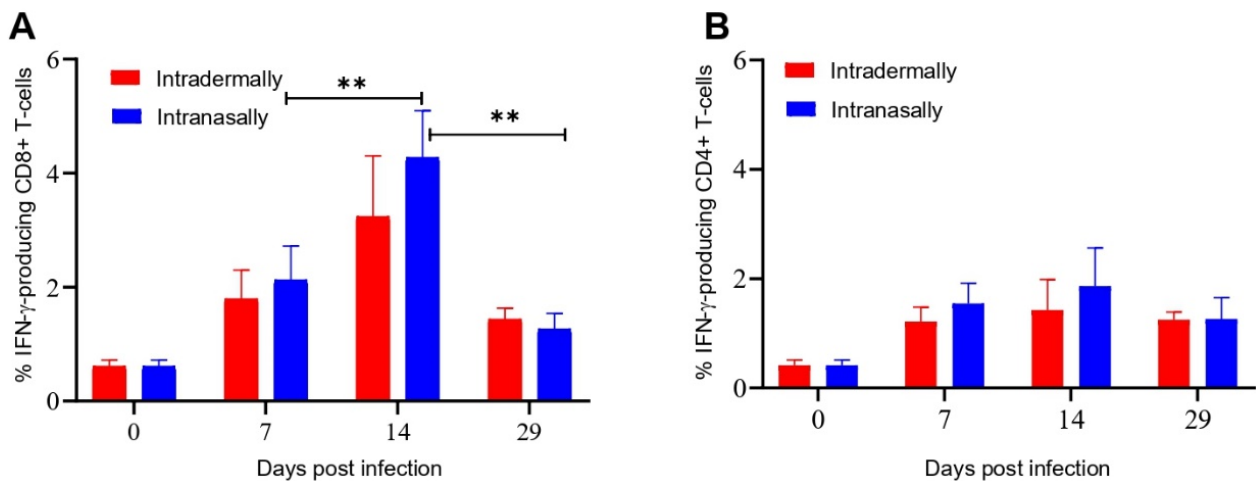 A
% IFN-γ-producing CD8+ T-cells
6
4
2
0
Intradermally
Intranasally
**
**
0 7 14 29
Days post infection
B
% IFN-γ-producing CD4+ T-cells
6
4
2
0
Intradermally
Intranasally
0 7 14 29
Days post infection